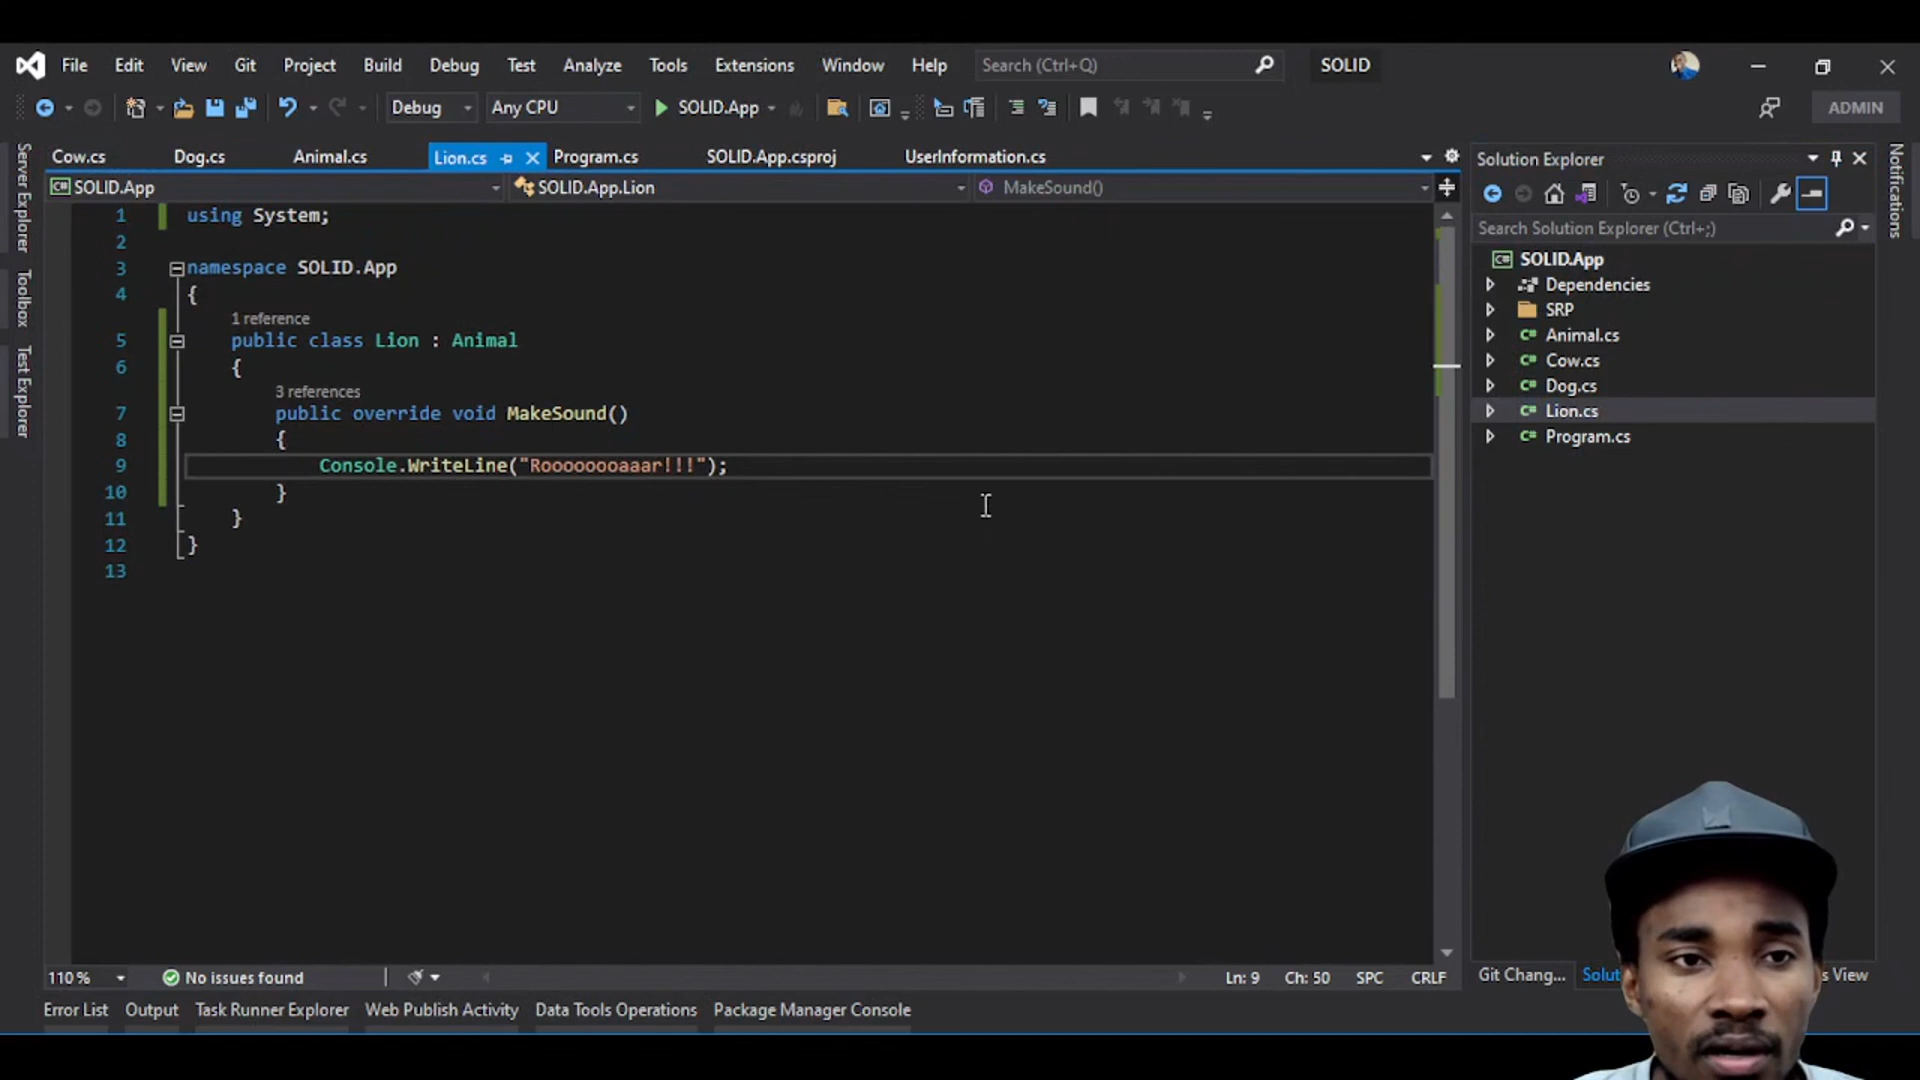 File Edit View Git Project Build Debug Test Analyze Tools Extensions Window Help Search (Ctrl+Q) SOLID
Debug Any CPU SOLID.App ADMIN
Server Explorer
Toolbox
Test Explorer
Cow.cs Dog.cs Animal.cs Lion.cs Program.cs SOLID.App.csproj UserInformation.cs
SOLID.App SOLID.App.Lion MakeSound()
1 using System;
2
3 namespace SOLID.App
4 {
1 reference
5 public class Lion : Animal
6 {
3 references
7 public override void MakeSound()
8 {
9 Console.WriteLine("Roooooooaaar!!!");
10 }
11 }
12 }
13
110 % No issues found Ln: 9 Ch: 50 SPC CRLF
Error List Output Task Runner Explorer Web Publish Activity Data Tools Operations Package Manager Console
Solution Explorer
Search Solution Explorer (Ctrl+;)
SOLID.App
Dependencies
SRP
Animal.cs
Cow.cs
Dog.cs
Lion.cs
Program.cs
Git Chang... Solut s View
Notifications